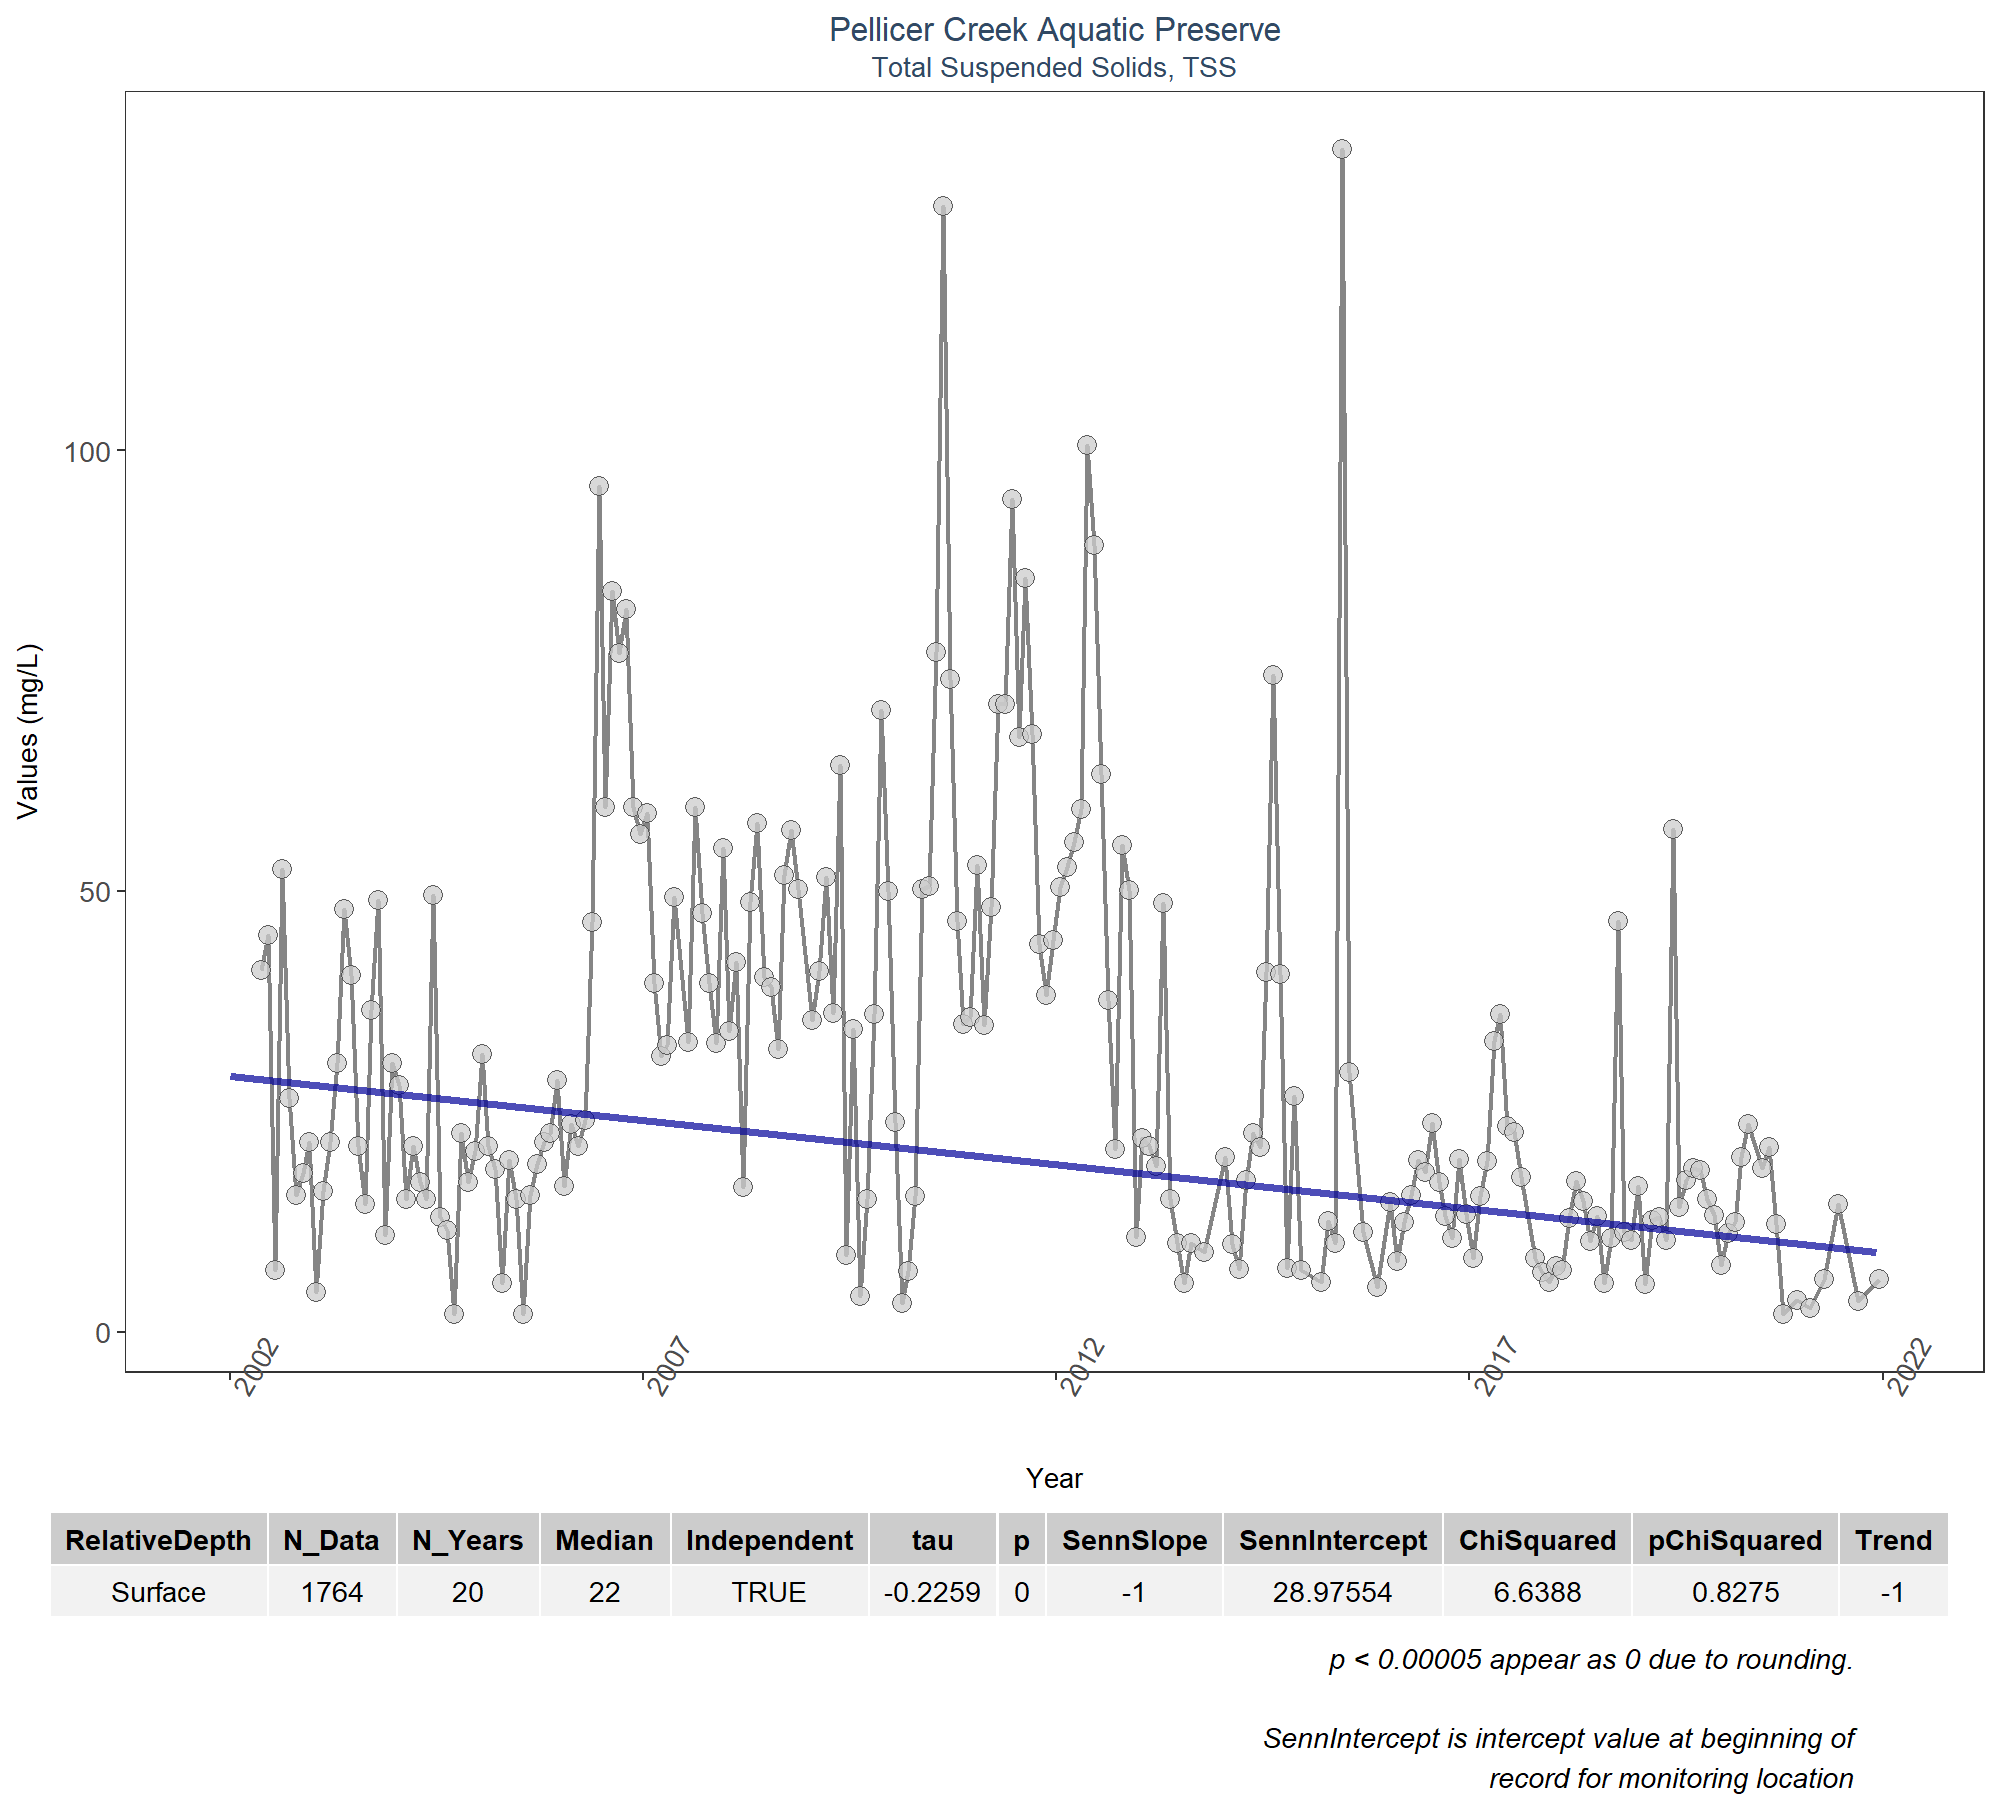 Pellicer Creek Aquatic Preserve
Total Suspended Solids, TSS
Values (mg/L)
100
50
0
2002 2007 2012 2017 2022
Year
RelativeDepth N_Data N_Years Median Independent tau p SennSlope SennIntercept ChiSquared pChiSquared Trend
Surface 1764 20 22 TRUE -0.2259 0 -1 28.97554 6.6388 0.8275 -1
p < 0.00005 appear as 0 due to rounding.
SennIntercept is intercept value at beginning of
record for monitoring location